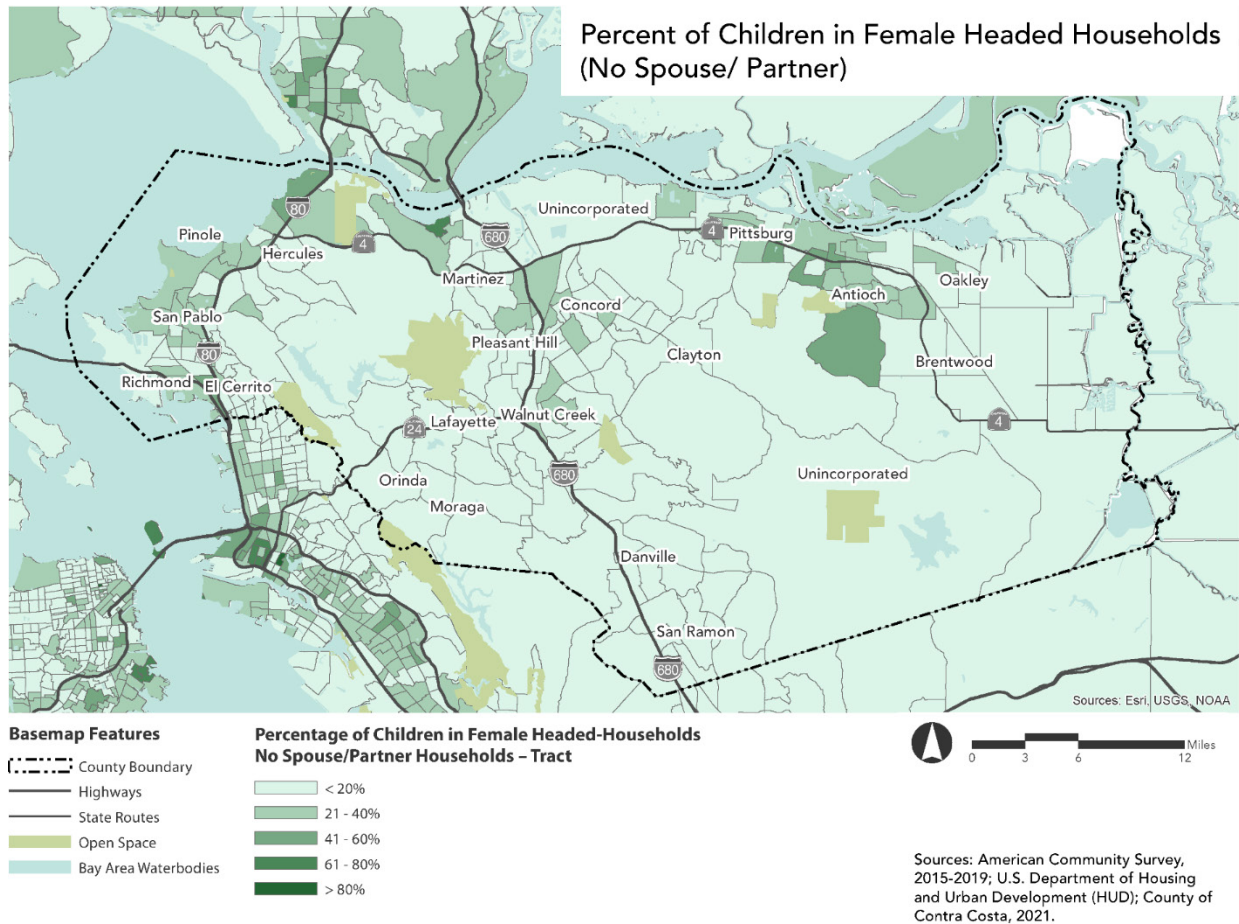 Percent of Children in Female Headed Households
(No Spouse/ Partner)
80
Unincorporated
Pinole
4
Pittsburg
680
Hercules
4
Martinez
Oakley
Antioch
Concord
San Pablo
Pleasant Hill
80
Clayton
Brentwood
Richmond
El Cerrito
Walnut Creek
4
Lafayette
24
680
Unincorporated
Orinda
Moraga
Danville
San Ramon
680
Sources: Esri, USGS, NOAA
Basemap Features
County Boundary
Highways
State Routes
Open Space
Bay Area Waterbodies
Percentage of Children in Female Headed-Households
No Spouse/Partner Households – Tract
< 20%
21 - 40%
41 - 60%
61 - 80%
> 80%
Miles
0 3 6 12
Sources: American Community Survey,
2015-2019; U.S. Department of Housing
and Urban Development (HUD); County of
Contra Costa, 2021.